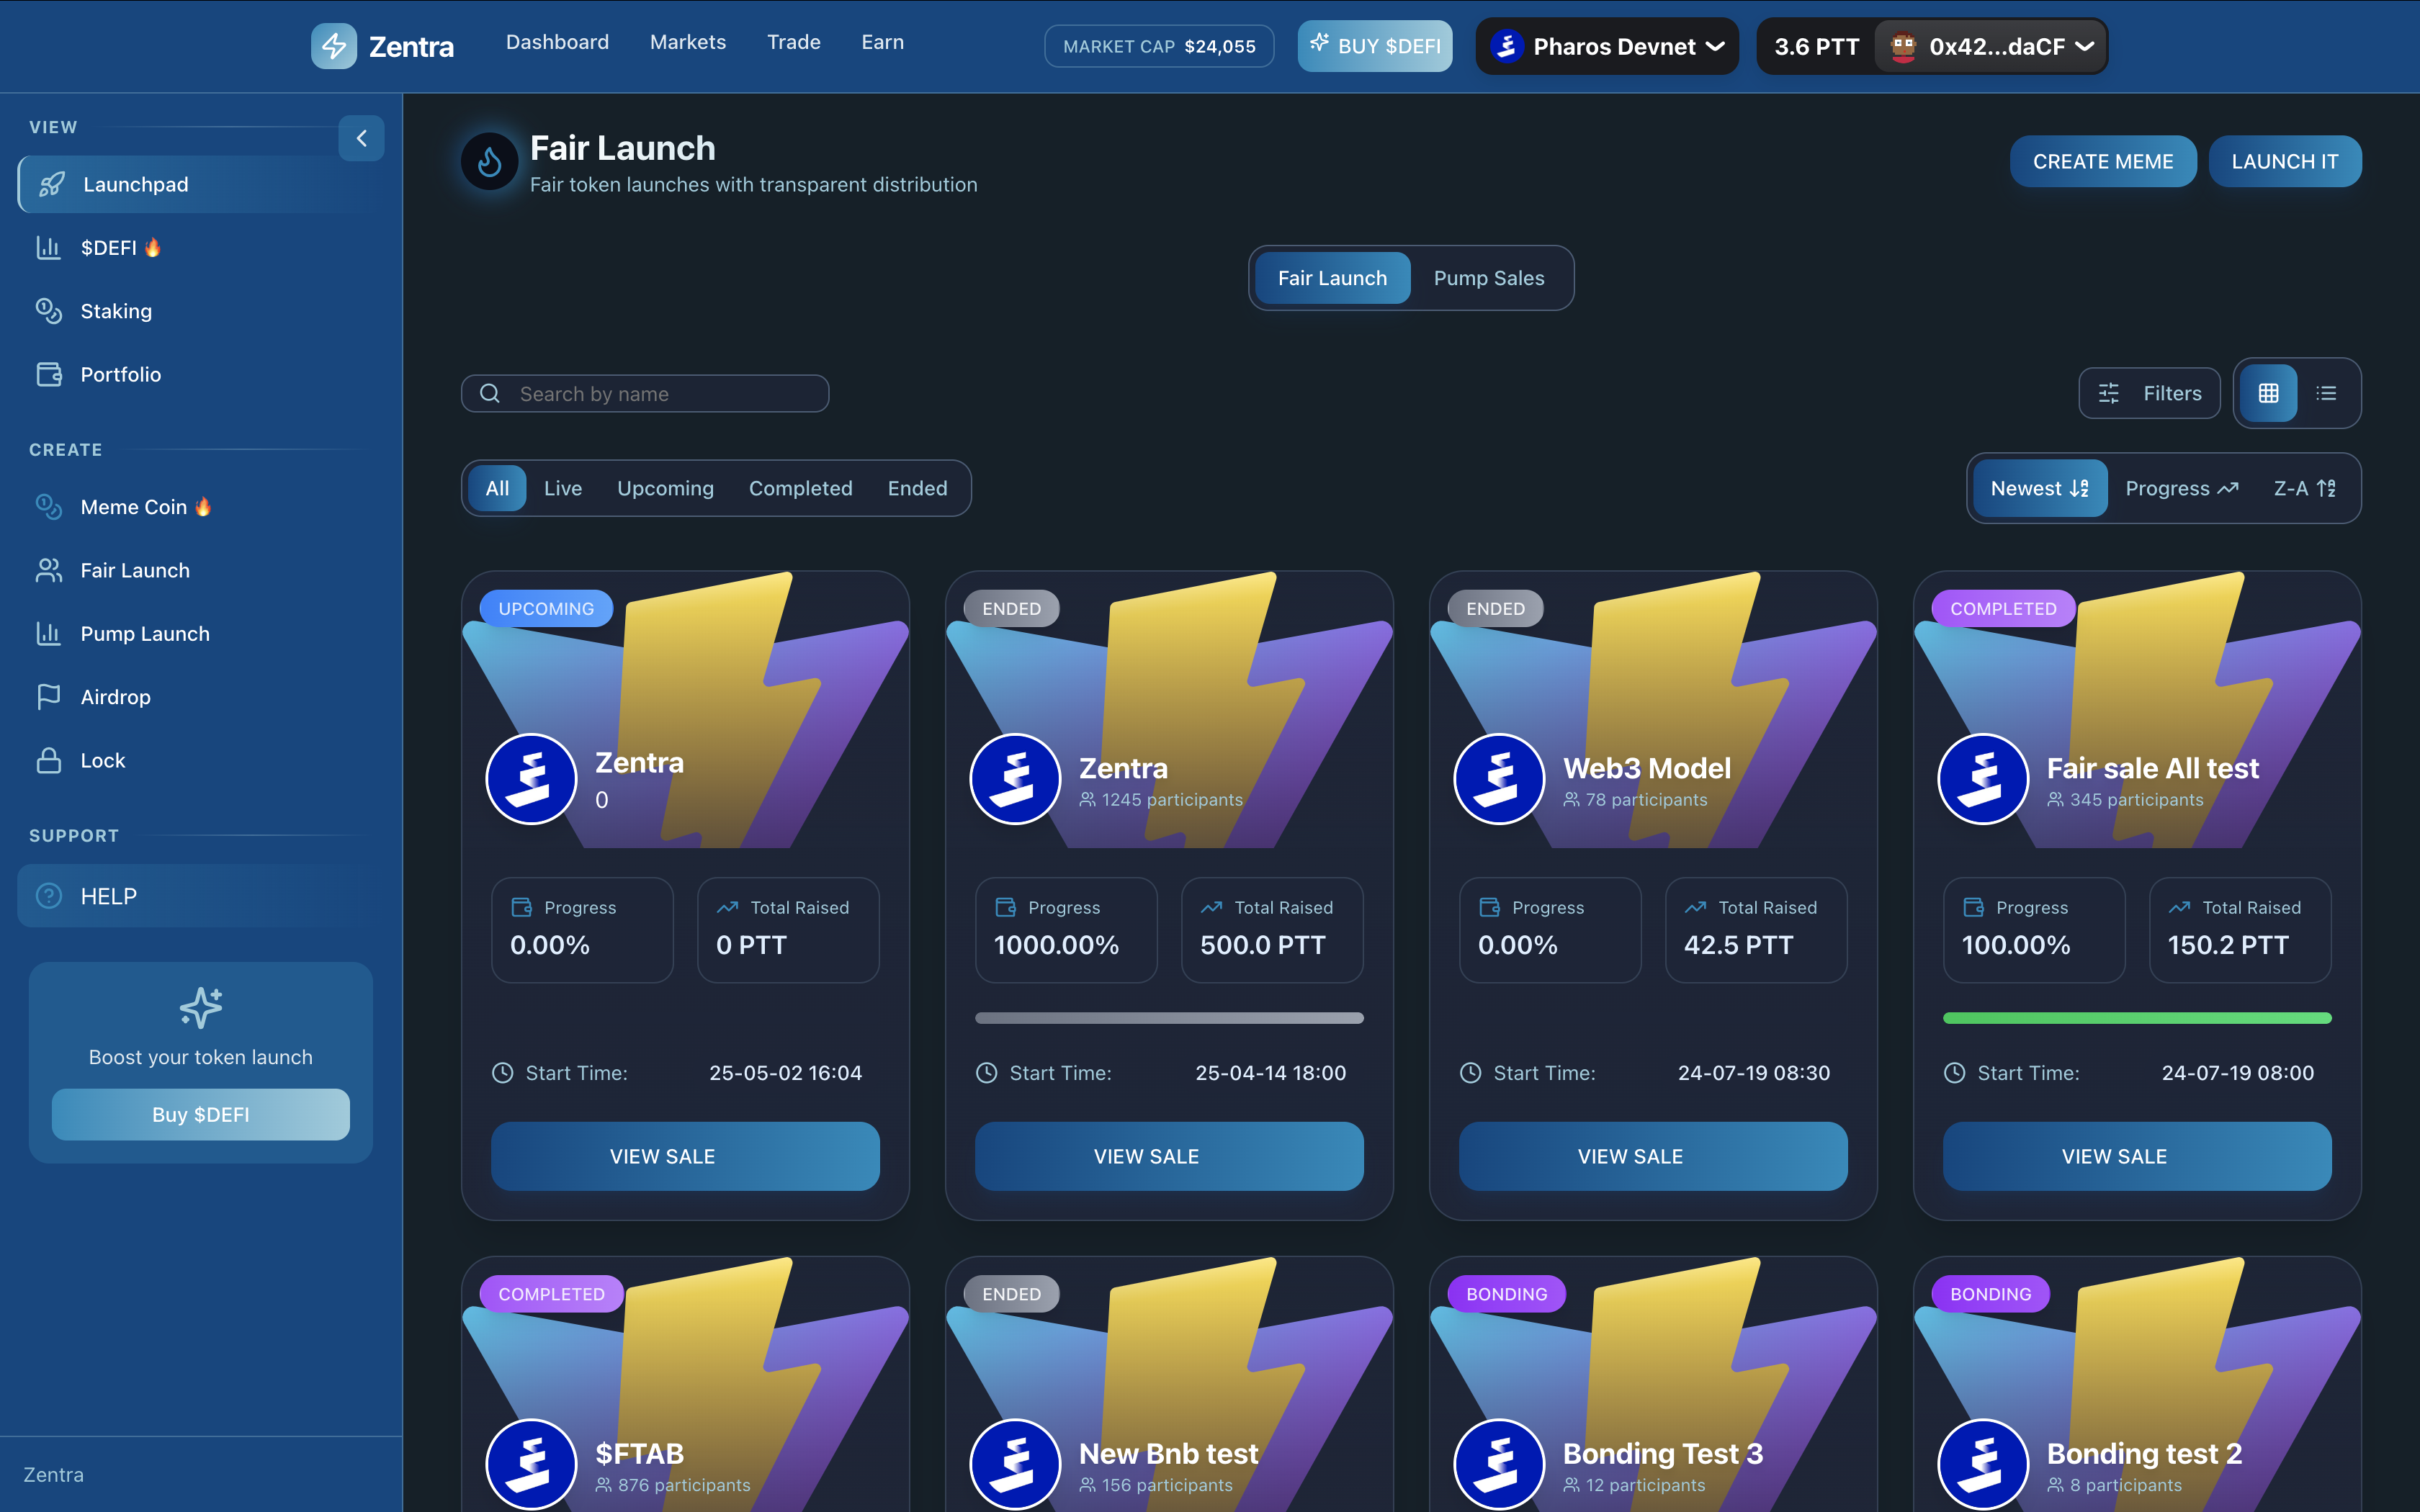 Zentra
Dashboard
Markets
Trade
Earn
MARKET CAP $24,055
BUY $DEFI
Pharos Devnet
3.6 PTT
0x42...daCF
VIEW
Launchpad
$DEFI
Staking
Portfolio
CREATE
Meme Coin
Fair Launch
Pump Launch
Airdrop
Lock
SUPPORT
HELP
Boost your token launch
Buy $DEFI
Zentra
Fair Launch
Fair token launches with transparent distribution
CREATE MEME
LAUNCH IT
Fair Launch
Pump Sales
Search by name
Filters
All
Live
Upcoming
Completed
Ended
Newest
Progress
Z-A
UPCOMING
Zentra
0
Progress
0.00%
Total Raised
0 PTT
Start Time:
25-05-02 16:04
VIEW SALE
ENDED
Zentra
1245 participants
Progress
1000.00%
Total Raised
500.0 PTT
Start Time:
25-04-14 18:00
VIEW SALE
ENDED
Web3 Model
78 participants
Progress
0.00%
Total Raised
42.5 PTT
Start Time:
24-07-19 08:30
VIEW SALE
COMPLETED
Fair sale All test
345 participants
Progress
100.00%
Total Raised
150.2 PTT
Start Time:
24-07-19 08:00
VIEW SALE
COMPLETED
$FTAB
876 participants
ENDED
New Bnb test
156 participants
BONDING
Bonding Test 3
12 participants
BONDING
Bonding test 2
8 participants